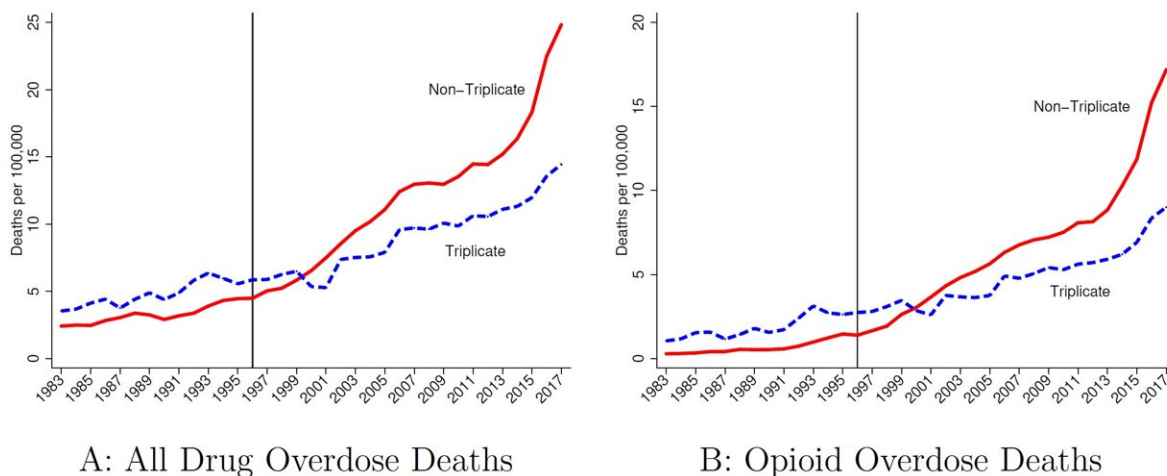 25
20
15
10
5
0
Deaths per 100,000
Non−Triplicate
Triplicate
1983 1985 1987 1989 1991 1993 1995 1997 1999 2001 2003 2005 2007 2009 2011 2013 2015 2017
A: All Drug Overdose Deaths
20
15
10
5
0
Deaths per 100,000
Non−Triplicate
Triplicate
1983 1985 1987 1989 1991 1993 1995 1997 1999 2001 2003 2005 2007 2009 2011 2013 2015 2017
B: Opioid Overdose Deaths